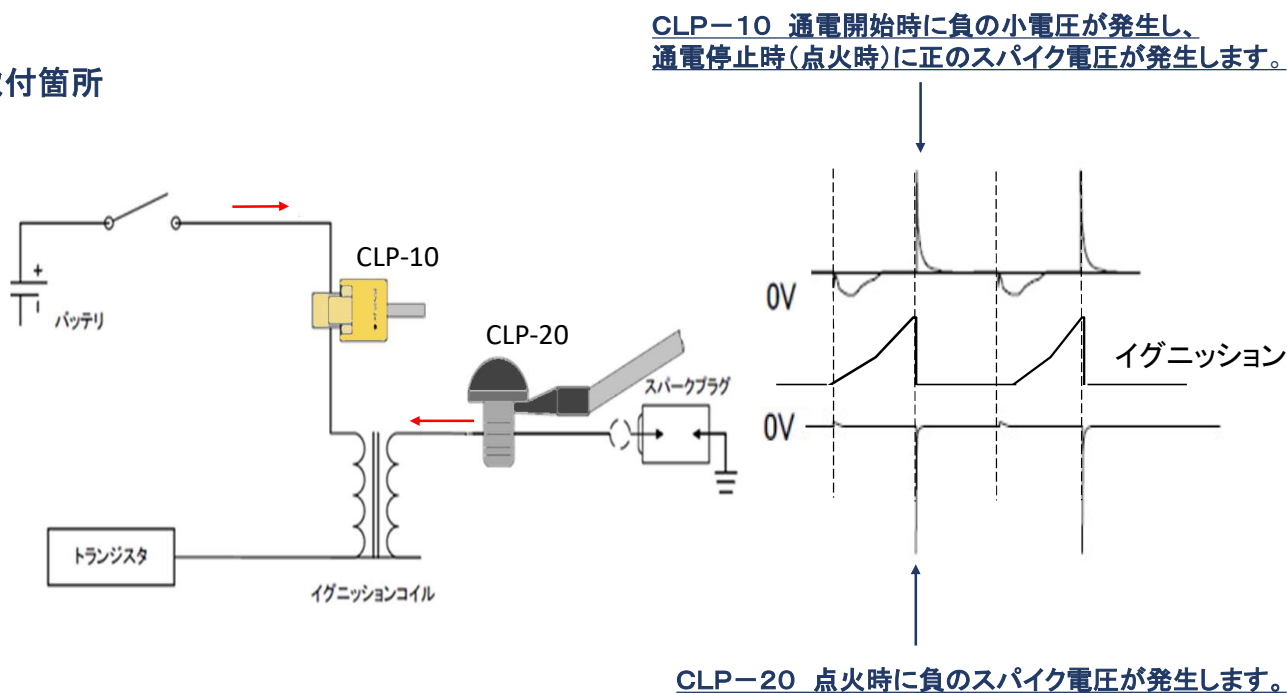 CLP－10 通電開始時に負の小電圧が発生し、
通電停止時（点火時）に正のスパイク電圧が発生します。
付箇所
CLP-10
バッテリ
CLP-20
スパークプラグ
トランジスタ
イグニッションコイル
0V
イグニッション
0V
CLP－20 点火時に負のスパイク電圧が発生します。